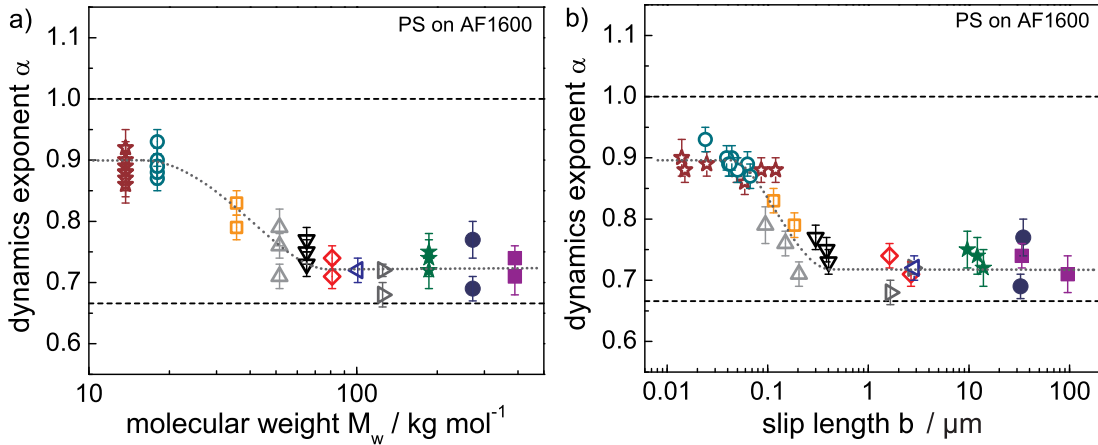 a)
PS on AF1600
1.1
1.0
0.9
0.8
0.7
0.6
dynamics exponent α
10
100
molecular weight M_w / kg mol⁻¹
b)
PS on AF1600
1.1
1.0
0.9
0.8
0.7
0.6
dynamics exponent α
0.01
0.1
1
10
100
slip length b / µm